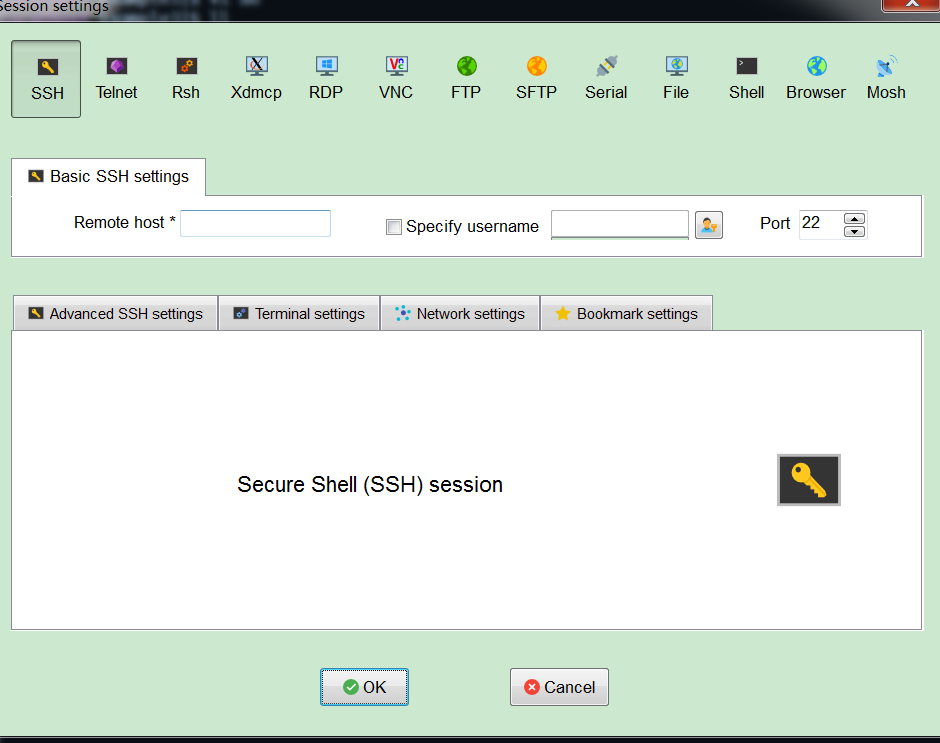 Session settings
SSH Telnet Rsh Xdmcp RDP VNC FTP SFTP Serial File Shell Browser Mosh
Basic SSH settings
Remote host * Specify username Port 22
Advanced SSH settings Terminal settings Network settings Bookmark settings
Secure Shell (SSH) session
OK Cancel